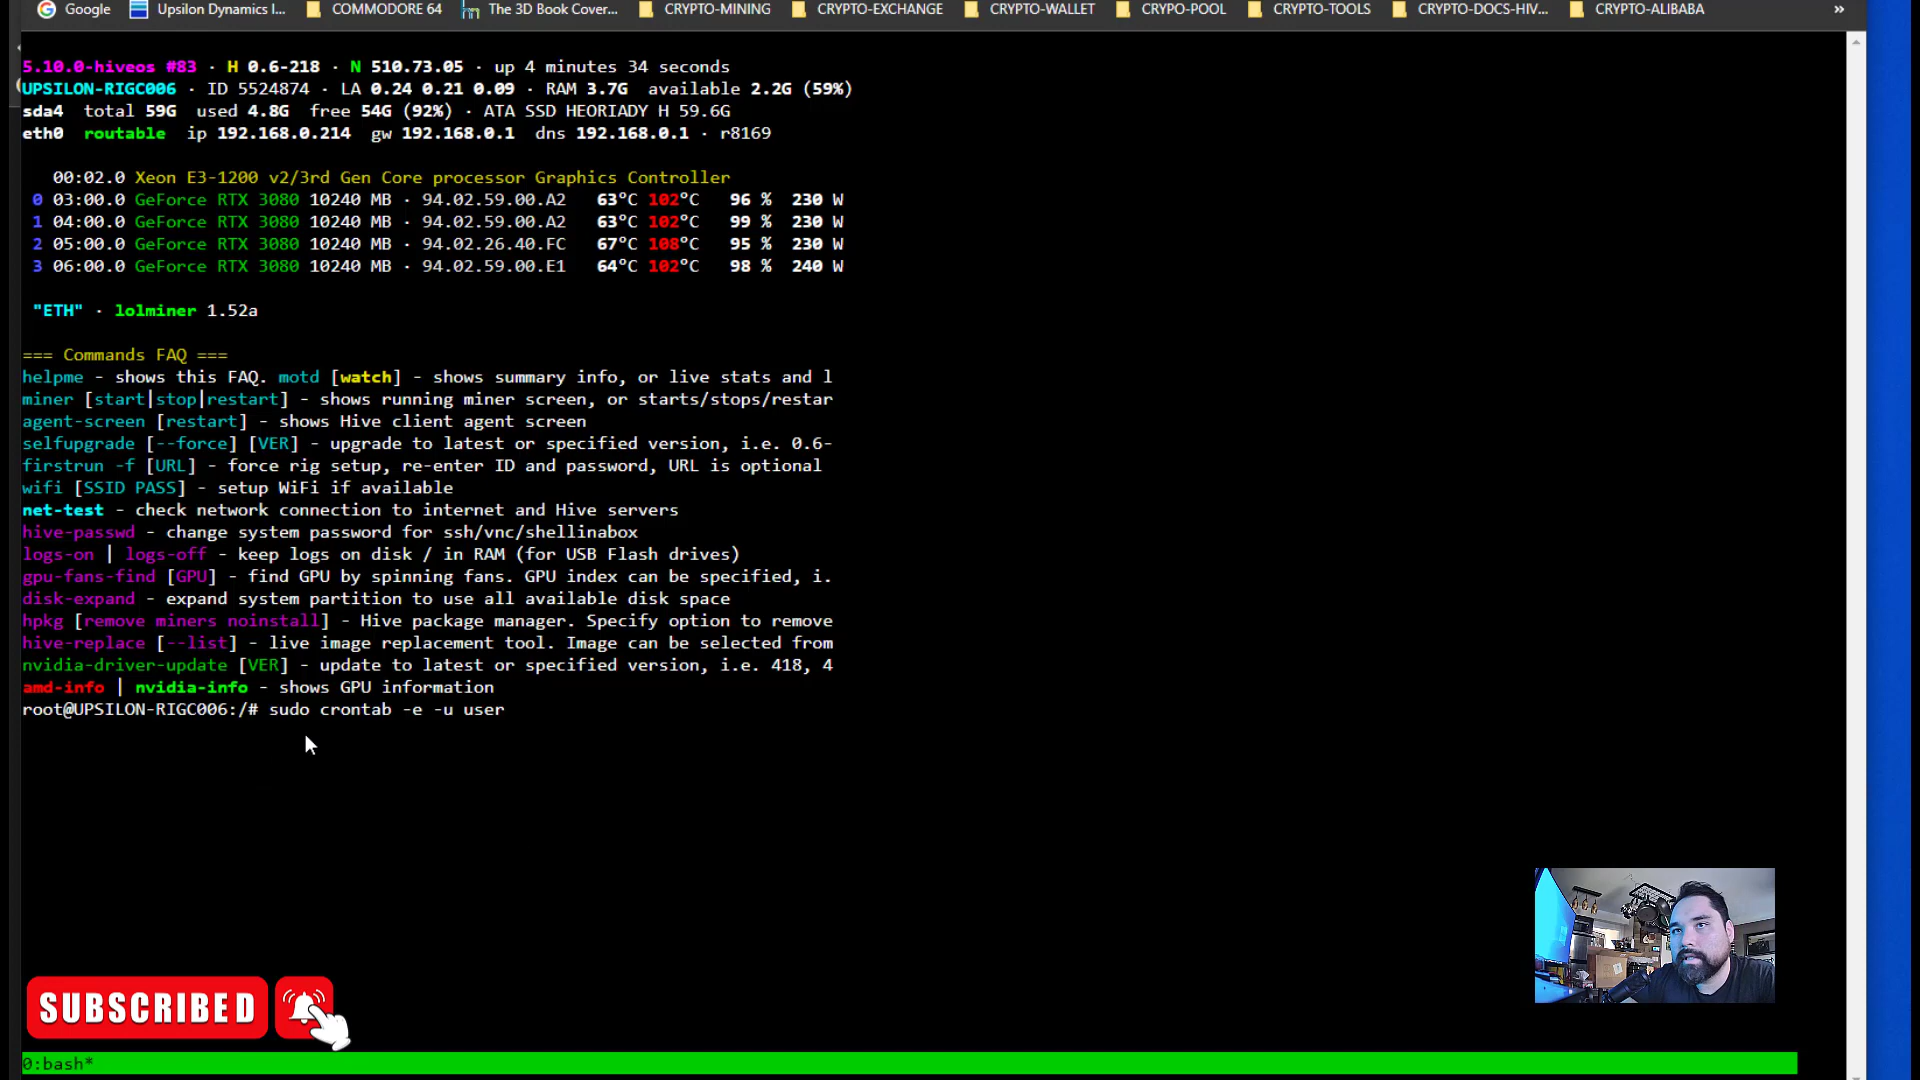 Google Upsilon Dynamics I... COMMODORE 64 The 3D Book Cover... CRYPTO-MINING CRYPTO-EXCHANGE CRYPTO-WALLET CRYPO-POOL CRYPTO-TOOLS CRYPTO-DOCS-HIV... CRYPTO-ALIBABA »
5.10.0-hiveos #83 · H 0.6-218 · N 510.73.05 · up 4 minutes 34 seconds
UPSILON-RIGC006 · ID 5524874 · LA 0.24 0.21 0.09 · RAM 3.7G available 2.2G (59%)
sda4 total 59G used 4.8G free 54G (92%) · ATA SSD HEORIADY H 59.6G
eth0 routable ip 192.168.0.214 gw 192.168.0.1 dns 192.168.0.1 · r8169
00:02.0 Xeon E3-1200 v2/3rd Gen Core processor Graphics Controller
0 03:00.0 GeForce RTX 3080 10240 MB · 94.02.59.00.A2 63°C 102°C 96 % 230 W
1 04:00.0 GeForce RTX 3080 10240 MB · 94.02.59.00.A2 63°C 102°C 99 % 230 W
2 05:00.0 GeForce RTX 3080 10240 MB · 94.02.26.40.FC 67°C 108°C 95 % 230 W
3 06:00.0 GeForce RTX 3080 10240 MB · 94.02.59.00.E1 64°C 102°C 98 % 240 W
"ETH" · lolminer 1.52a
=== Commands FAQ ===
helpme - shows this FAQ. motd [watch] - shows summary info, or live stats and l
miner [start|stop|restart] - shows running miner screen, or starts/stops/restar
agent-screen [restart] - shows Hive client agent screen
selfupgrade [--force] [VER] - upgrade to latest or specified version, i.e. 0.6-
firstrun -f [URL] - force rig setup, re-enter ID and password, URL is optional
wifi [SSID PASS] - setup WiFi if available
net-test - check network connection to internet and Hive servers
hive-passwd - change system password for ssh/vnc/shellinabox
logs-on | logs-off - keep logs on disk / in RAM (for USB Flash drives)
gpu-fans-find [GPU] - find GPU by spinning fans. GPU index can be specified, i.
disk-expand - expand system partition to use all available disk space
hpkg [remove miners noinstall] - Hive package manager. Specify option to remove
hive-replace [--list] - live image replacement tool. Image can be selected from
nvidia-driver-update [VER] - update to latest or specified version, i.e. 418, 4
amd-info | nvidia-info - shows GPU information
root@UPSILON-RIGC006:/# sudo crontab -e -u user
SUBSCRIBED
0:bash*